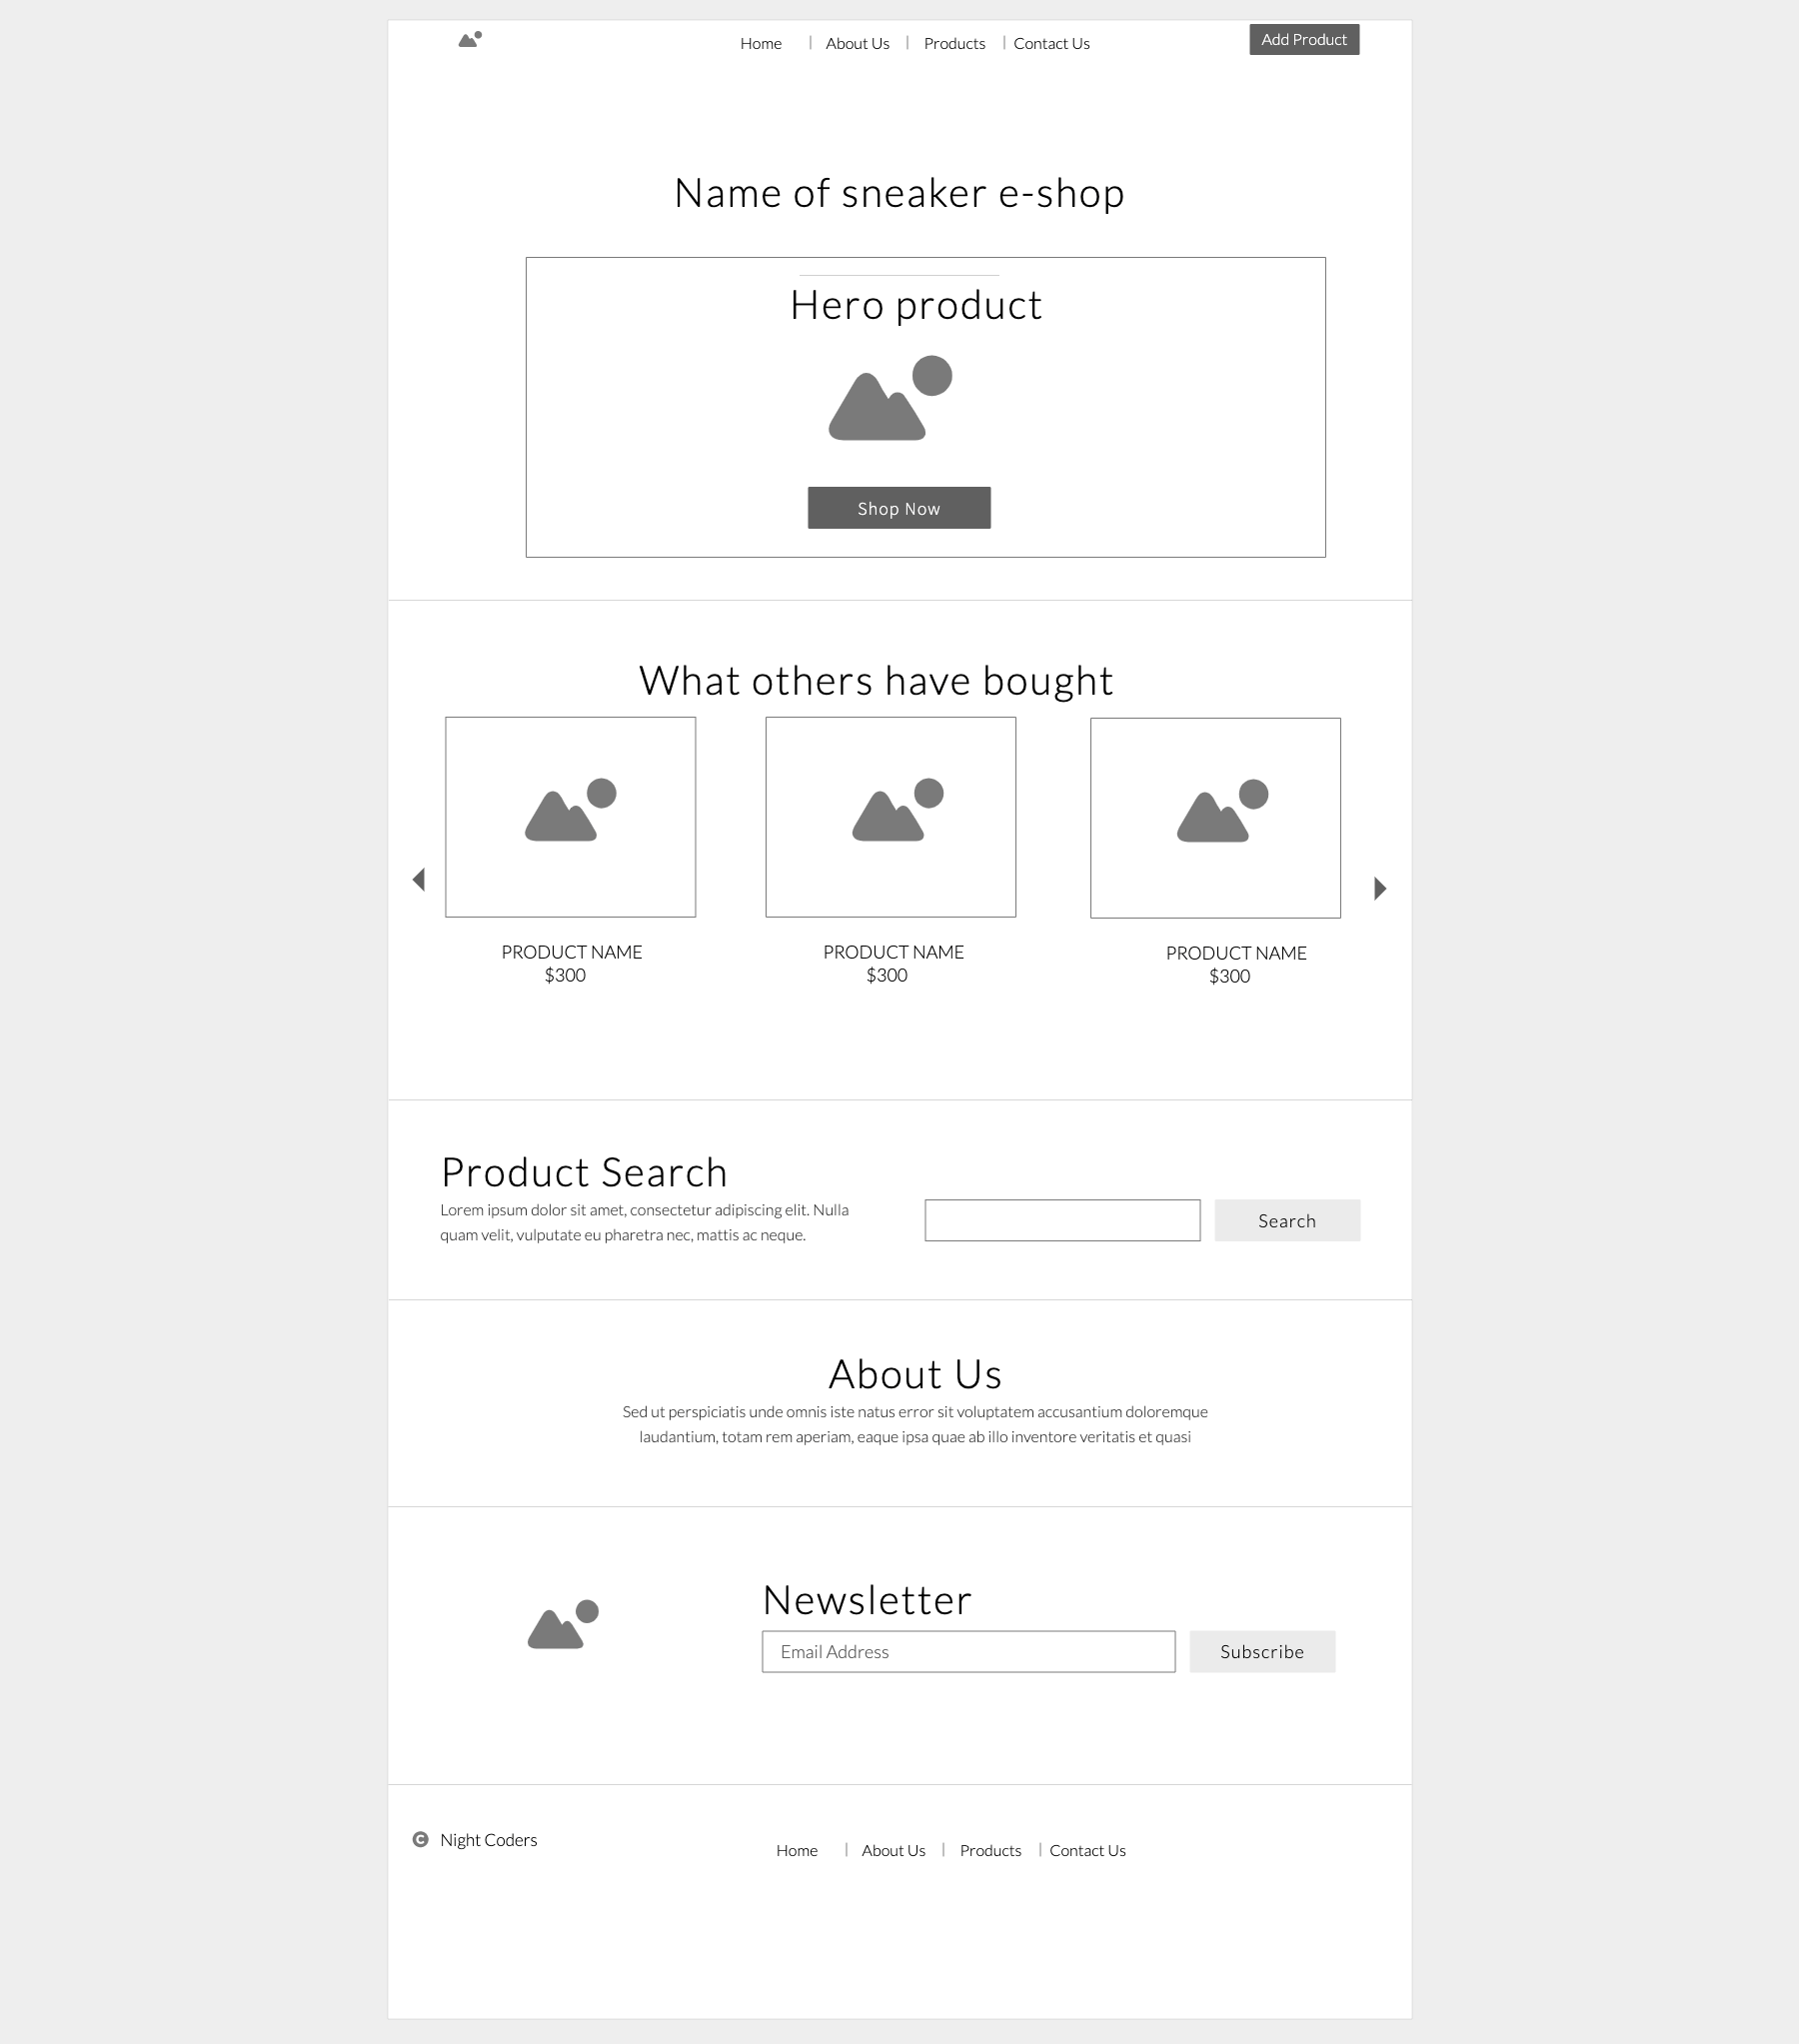 Home | About Us | Products | Contact Us
Add Product
Name of sneaker e-shop
Hero product
Shop Now
What others have bought
PRODUCT NAME
$300
PRODUCT NAME
$300
PRODUCT NAME
$300
Product Search
Lorem ipsum dolor sit amet, consectetur adipiscing elit. Nulla
quam velit, vulputate eu pharetra nec, mattis ac neque.
Search
About Us
Sed ut perspiciatis unde omnis iste natus error sit voluptatem accusantium doloremque
laudantium, totam rem aperiam, eaque ipsa quae ab illo inventore veritatis et quasi
Newsletter
Email Address
Subscribe
© Night Coders
Home | About Us | Products | Contact Us